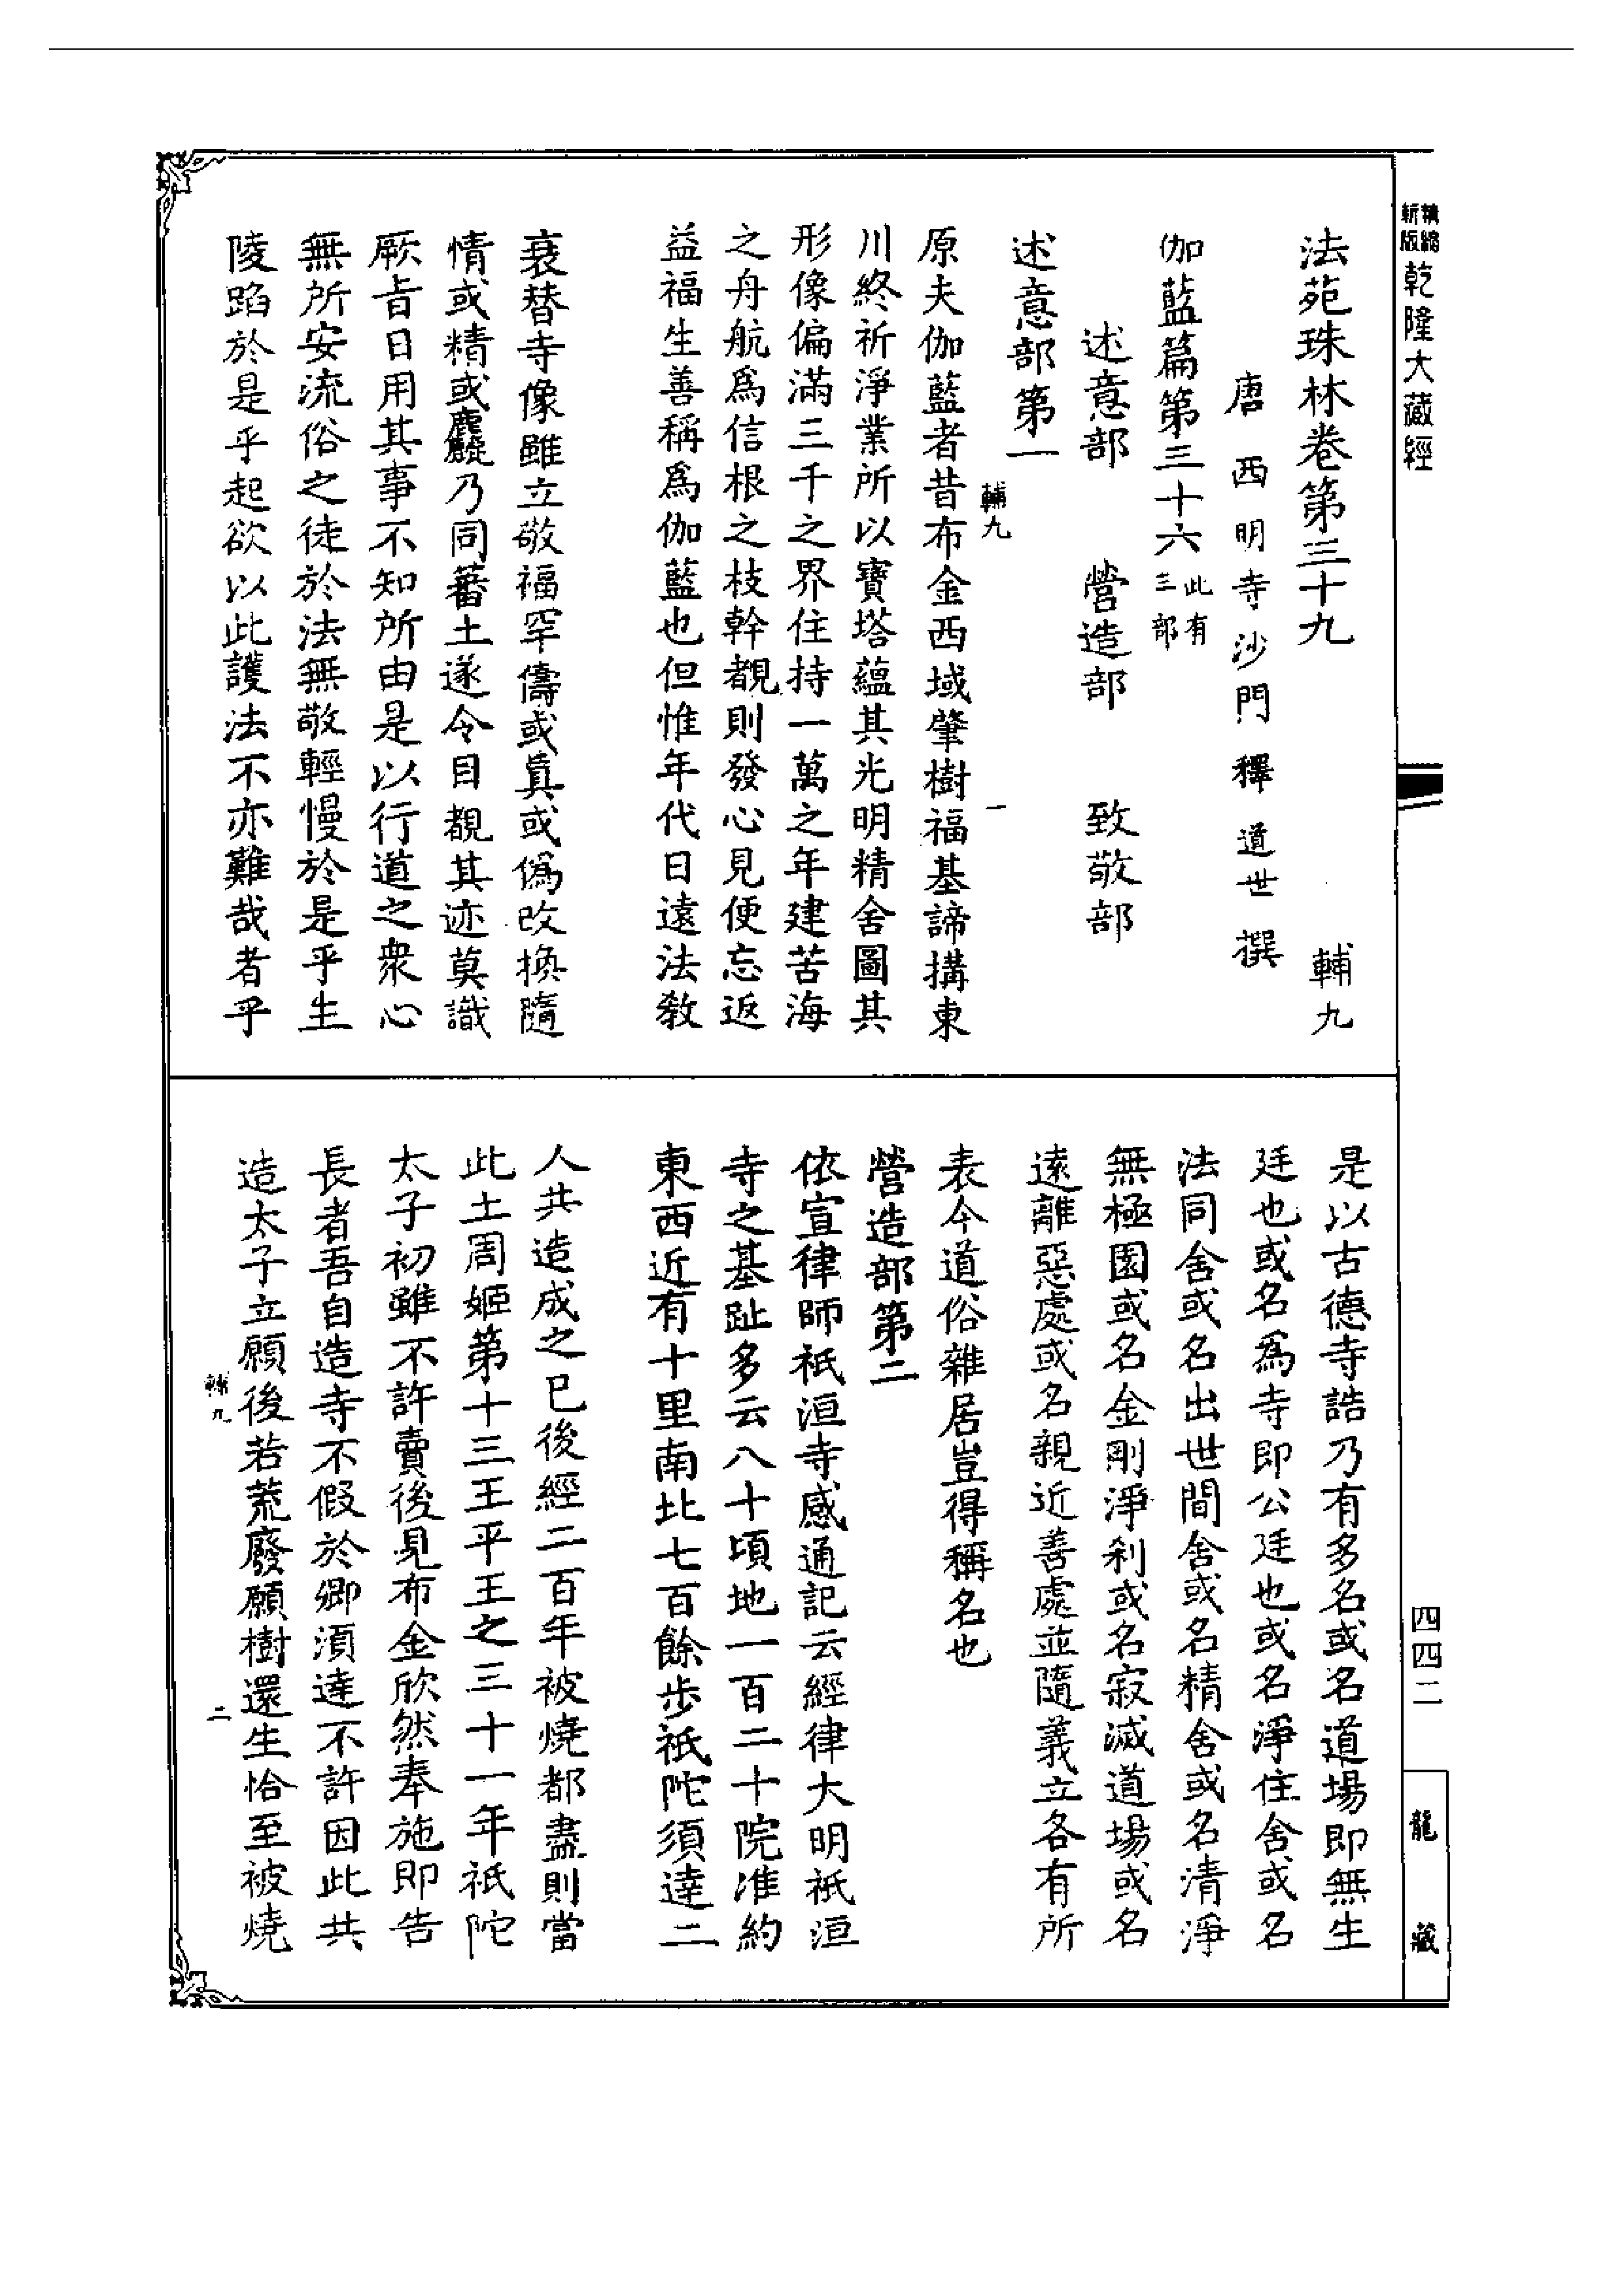 精縮
新版
乾隆大藏經
四四二
龍藏
法苑珠林卷第三十九 輔九
唐西明寺沙門釋道世撰
伽藍篇第三十六此有三部
述意部 營造部 致敬部
述意部第一
輔九 一
原夫伽藍者昔布金西域肇樹福基諦搆東
川終祈淨業所以寶塔蘊其光明精舍圖其
形像偏滿三千之界住持一萬之年建苦海
之舟航爲信根之枝幹覩則發心見便忘返
益福生善稱爲伽藍也但惟年代日遠法敎
衰替寺像雖立敬福罕儔或眞或僞改換隨
情或精或麤乃同蕃土遂令目覩其迹莫識
厥旨日用其事不知所由是以行道之衆心
無所安流俗之徒於法無敬輕慢於是乎生
陵蹈於是乎起欲以此護法不亦難哉者乎
是以古德寺誥乃有多名或名道場即無生
廷也或名爲寺即公廷也或名淨住舍或名
法同舍或名出世間舍或名精舍或名清淨
無極園或名金剛淨刹或名寂滅道場或名
遠離惡處或名親近善處並隨義立各有所
表今道俗雜居豈得稱名也
營造部第二
依宣律師祇洹寺感通記云經律大明祇洹
寺之基趾多云八十頃地一百二十院准約
東西近有十里南北七百餘步祇陀須達二
人共造成之已後經二百年被燒都盡則當
此土周姬第十三王平王之三十一年祇陀
太子初雖不許賣後見布金欣然奉施即告
長者吾自造寺不假於卿須達不許因此共
造太子立願後若荒廢願樹還生恰至被燒
輔九 二